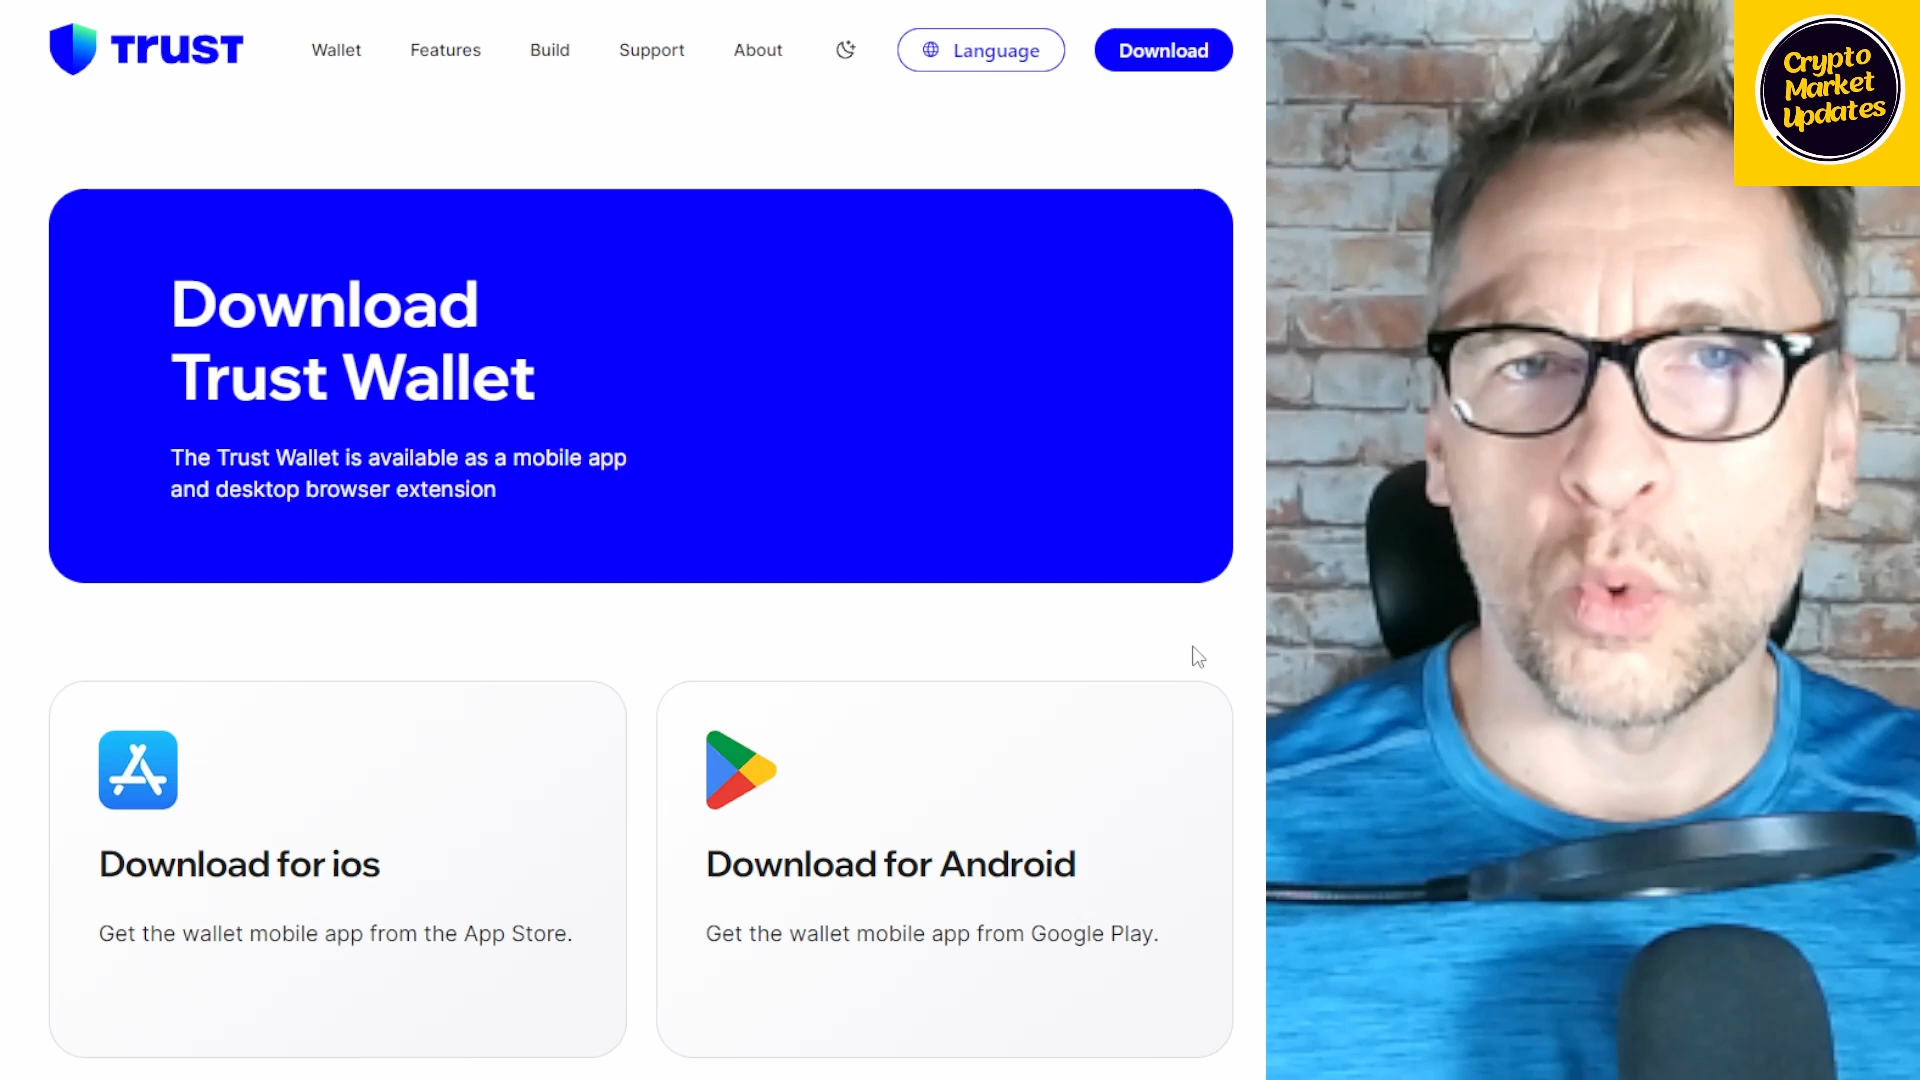 TRUST
Wallet
Features
Build
Support
About
Language
Download
Crypto
Market
Updates
Download
Trust Wallet
The Trust Wallet is available as a mobile app
and desktop browser extension
Download for ios
Get the wallet mobile app from the App Store.
Download for Android
Get the wallet mobile app from Google Play.